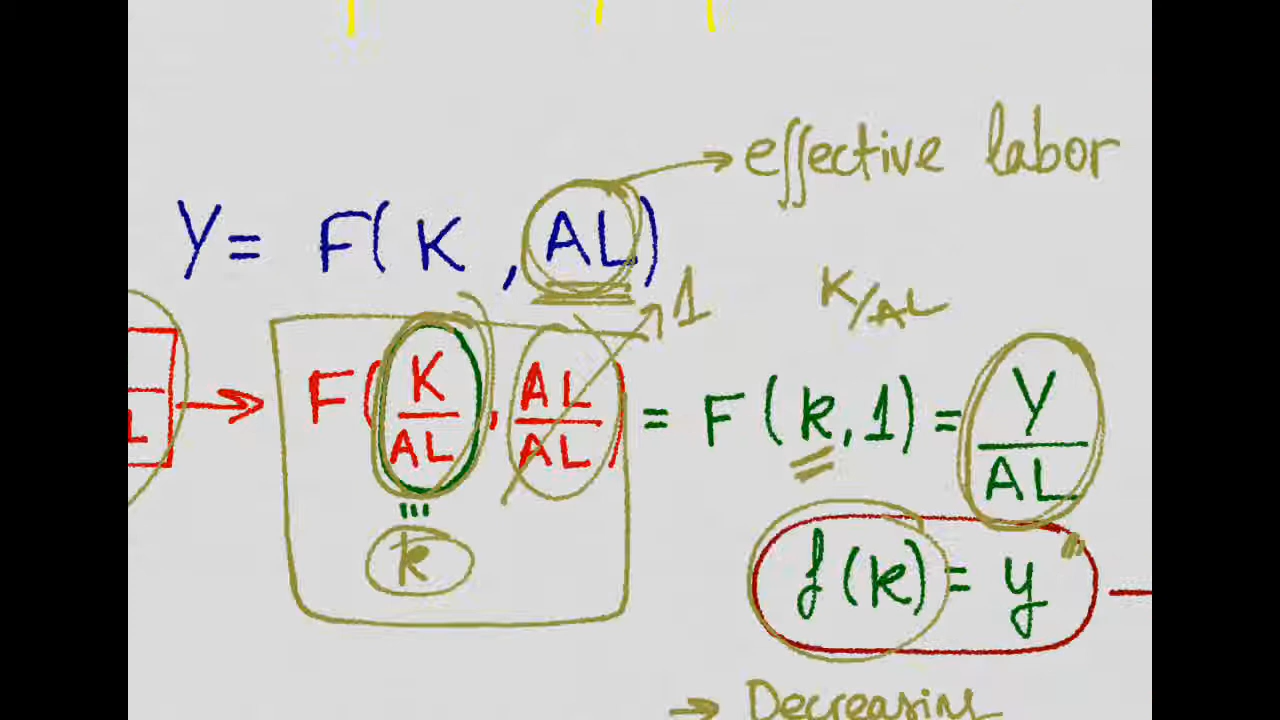 effective labor
Y = F( K , AL)
1
K/AL
L
F( K/AL , AL/AL ) = F( k, 1) = Y/AL
k
f(k) = y
→ Decreasing